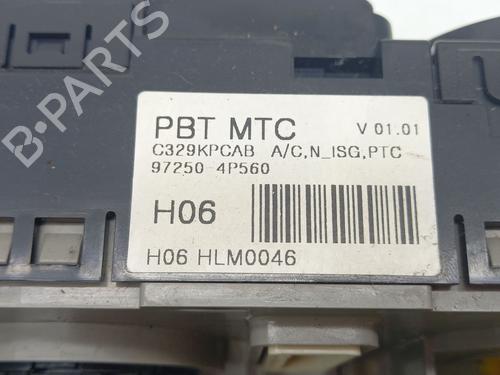 PBT MTC V 01.01
C329KPCAB A/C,N_ISG,PTC
97250-4P560
H06
H06 HLM0046
B-PARTS